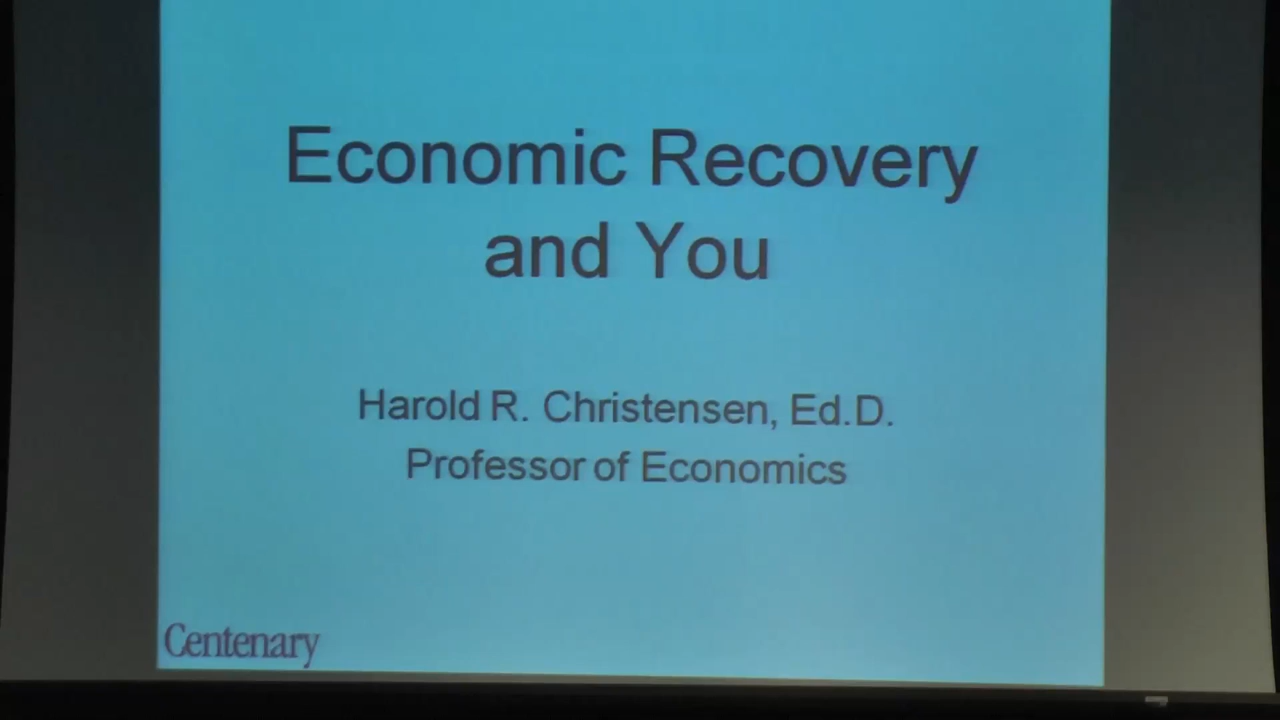 Economic Recovery
and You
Harold R. Christensen, Ed.D.
Professor of Economics
Centenary